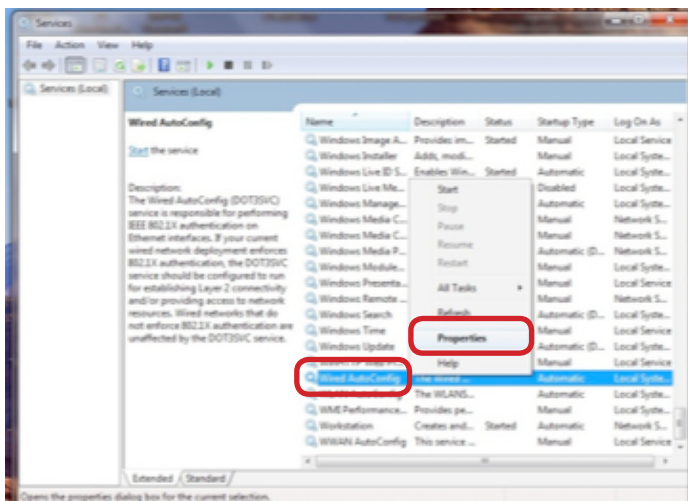 Services
File Action View Help
Services (Local)
Services (Local)
Wired AutoConfig
Start the service
Description:
The Wired AutoConfig (DOT3SVC)
service is responsible for performing
IEEE 802.1X authentication on
Ethernet interfaces. If your current
wired network deployment enforces
802.1X authentication, the DOT3SVC
service should be configured to run
for establishing Layer 2 connectivity
and/or providing access to network
resources. Wired networks that do
not enforce 802.1X authentication are
unaffected by the DOT3SVC service.
Name Description Status Startup Type Log On As
Windows Image A... Provides im... Started Manual Local Service
Windows Installer Adds, modi... Manual Local Syste...
Windows Live ID S... Enables Win... Started Automatic Local Syste...
Windows Live Me... Disabled Local Syste...
Windows Manage... Automatic Local Syste...
Windows Media C... Manual Network S...
Windows Media C... Manual Network S...
Windows Media P... Automatic (D... Network S...
Windows Module... Manual Local Syste...
Windows Presenta... Manual Local Service
Windows Remote ... Manual Network S...
Windows Search Automatic (D... Local Syste...
Windows Time Manual Local Service
Windows Update Automatic (D... Local Syste...
Manual Local Service
Wired AutoConfig The Wired ... Automatic Local Syste...
WLAN AutoConfig The WLANS... Automatic Local Syste...
WMI Performance... Provides pe... Manual Local Syste...
Workstation Creates and... Started Automatic Network S...
WWAN AutoConfig This service ... Manual Local Service
Start
Stop
Pause
Resume
Restart
All Tasks
Refresh
Properties
Help
Extended Standard
Opens the properties dialog box for the current selection.